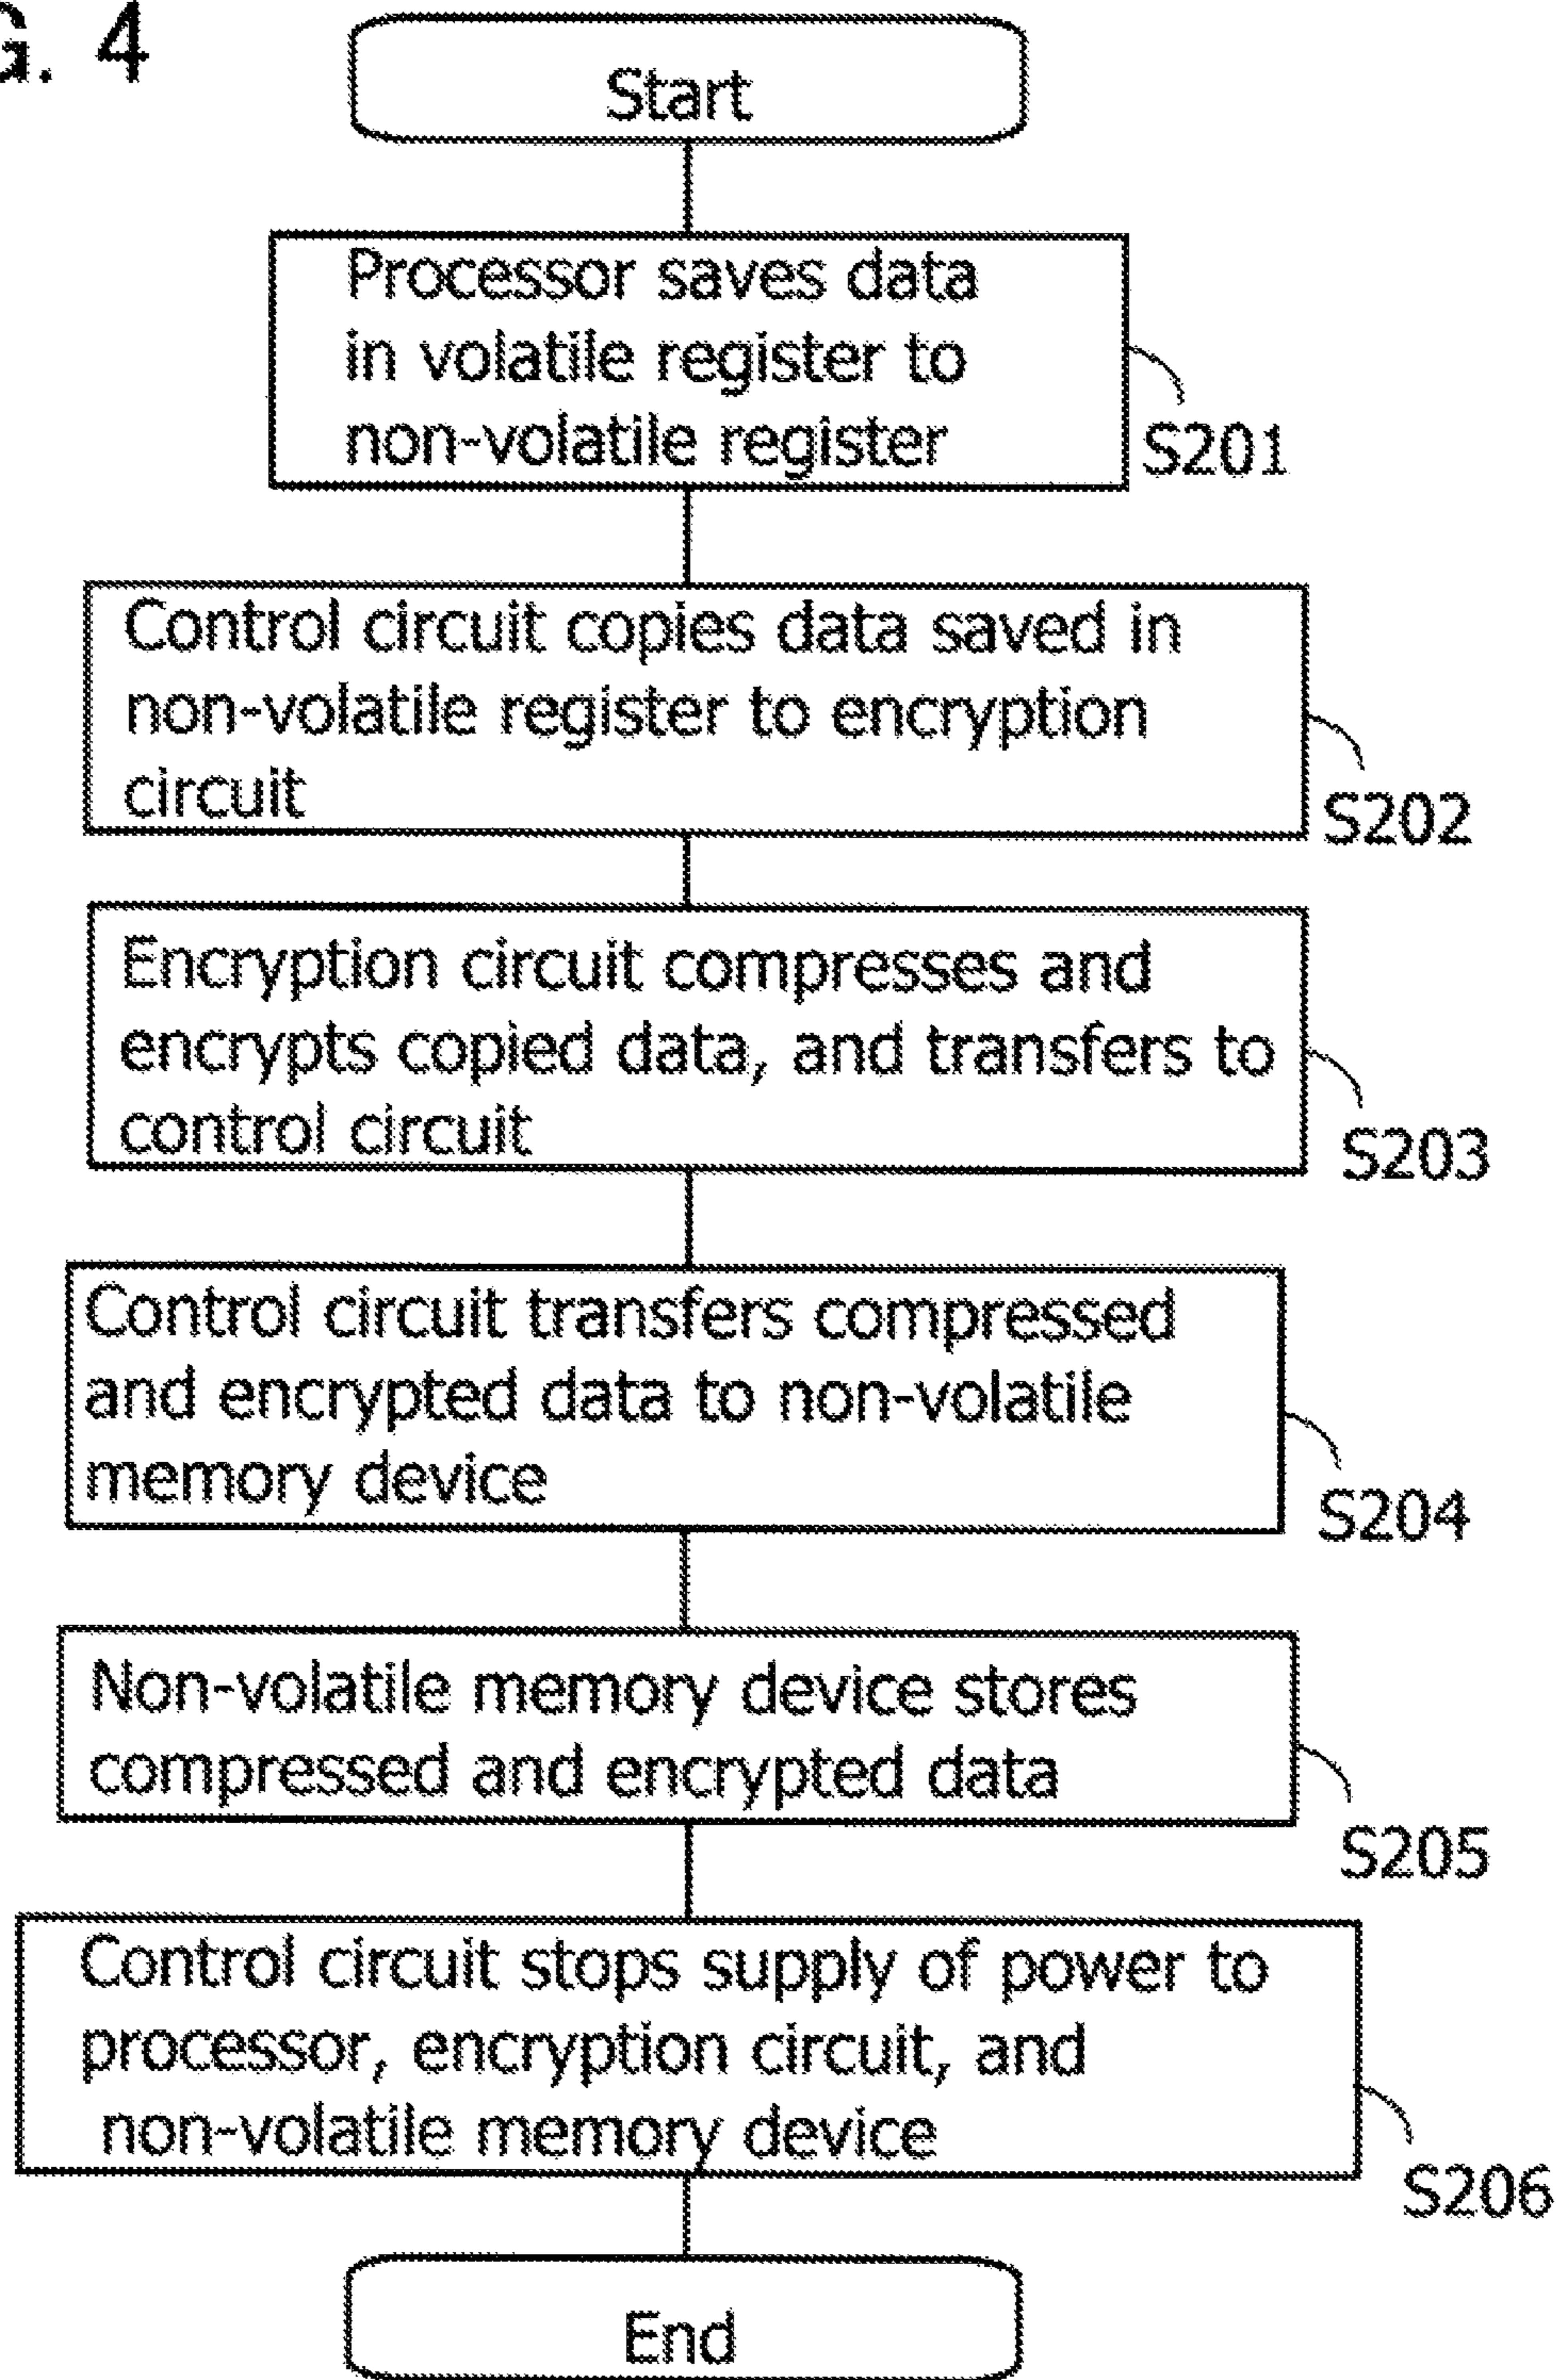 G. 4
Start
Processor saves data
in volatile register to
non-volatile register
S201
Control circuit copies data saved in
non-volatile register to encryption
circuit
S202
Encryption circuit compresses and
encrypts copied data, and transfers to
control circuit
S203
Control circuit transfers compressed
and encrypted data to non-volatile
memory device
S204
Non-volatile memory device stores
compressed and encrypted data
S205
Control circuit stops supply of power to
processor, encryption circuit, and
non-volatile memory device
S206
End